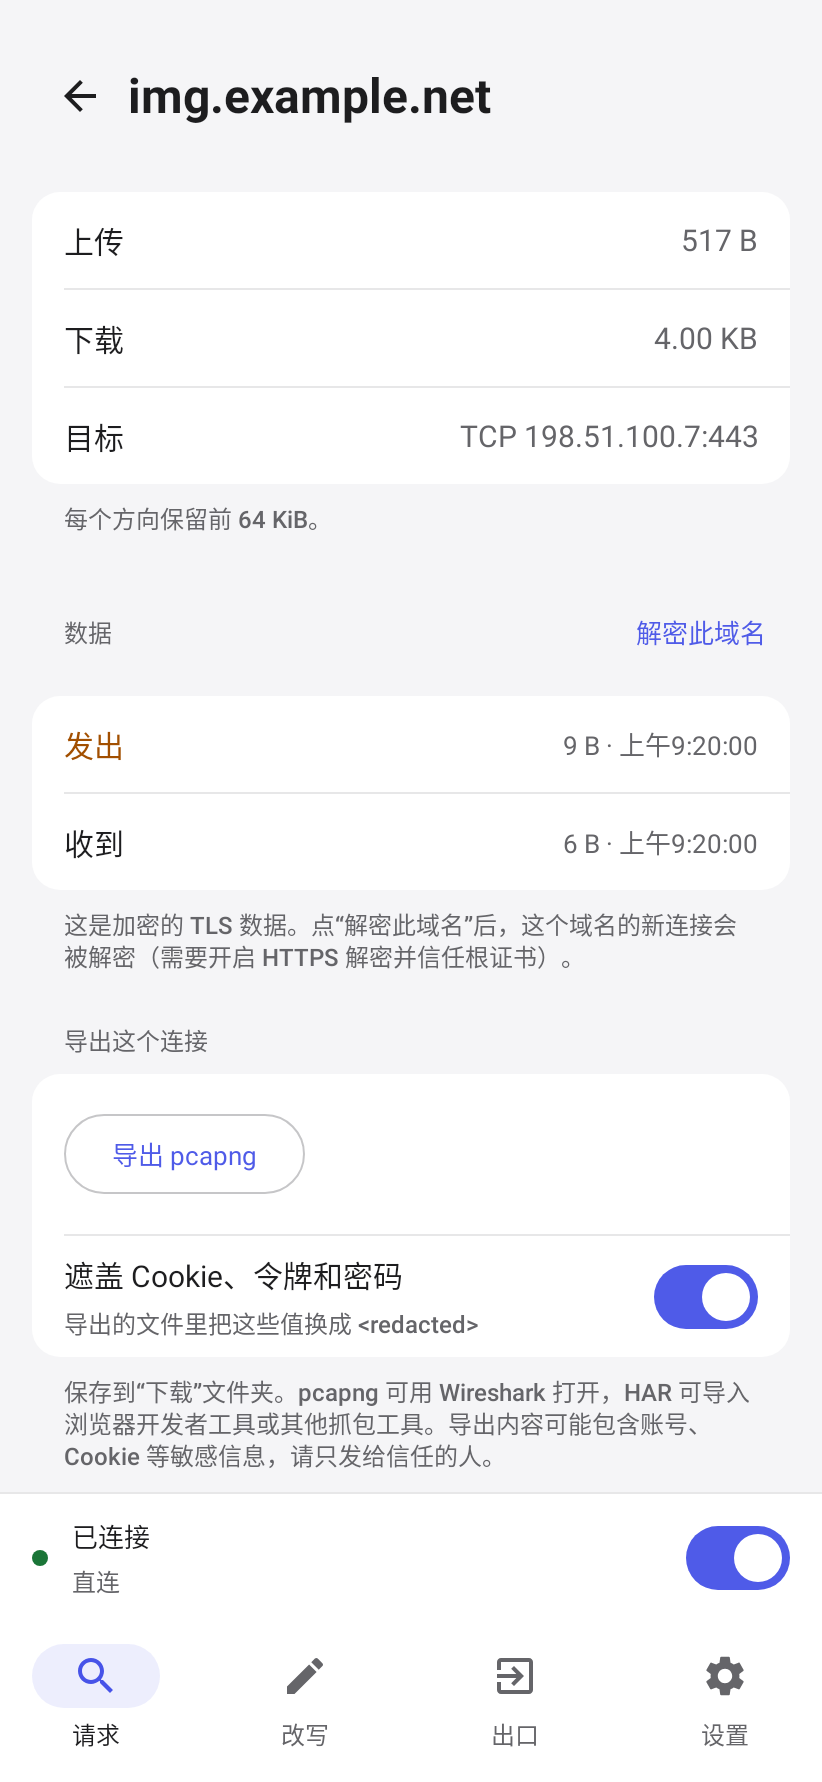 img.example.net
上传 517 B
下载 4.00 KB
目标 TCP 198.51.100.7:443
每个方向保留前 64 KiB。
数据 解密此域名
发出 9 B · 上午9:20:00
收到 6 B · 上午9:20:00
这是加密的 TLS 数据。点“解密此域名”后，这个域名的新连接会
被解密（需要开启 HTTPS 解密并信任根证书）。
导出这个连接
导出 pcapng
遮盖 Cookie、令牌和密码
导出的文件里把这些值换成 <redacted>
保存到“下载”文件夹。pcapng 可用 Wireshark 打开，HAR 可导入
浏览器开发者工具或其他抓包工具。导出内容可能包含账号、
Cookie 等敏感信息，请只发给信任的人。
已连接
直连
请求 改写 出口 设置